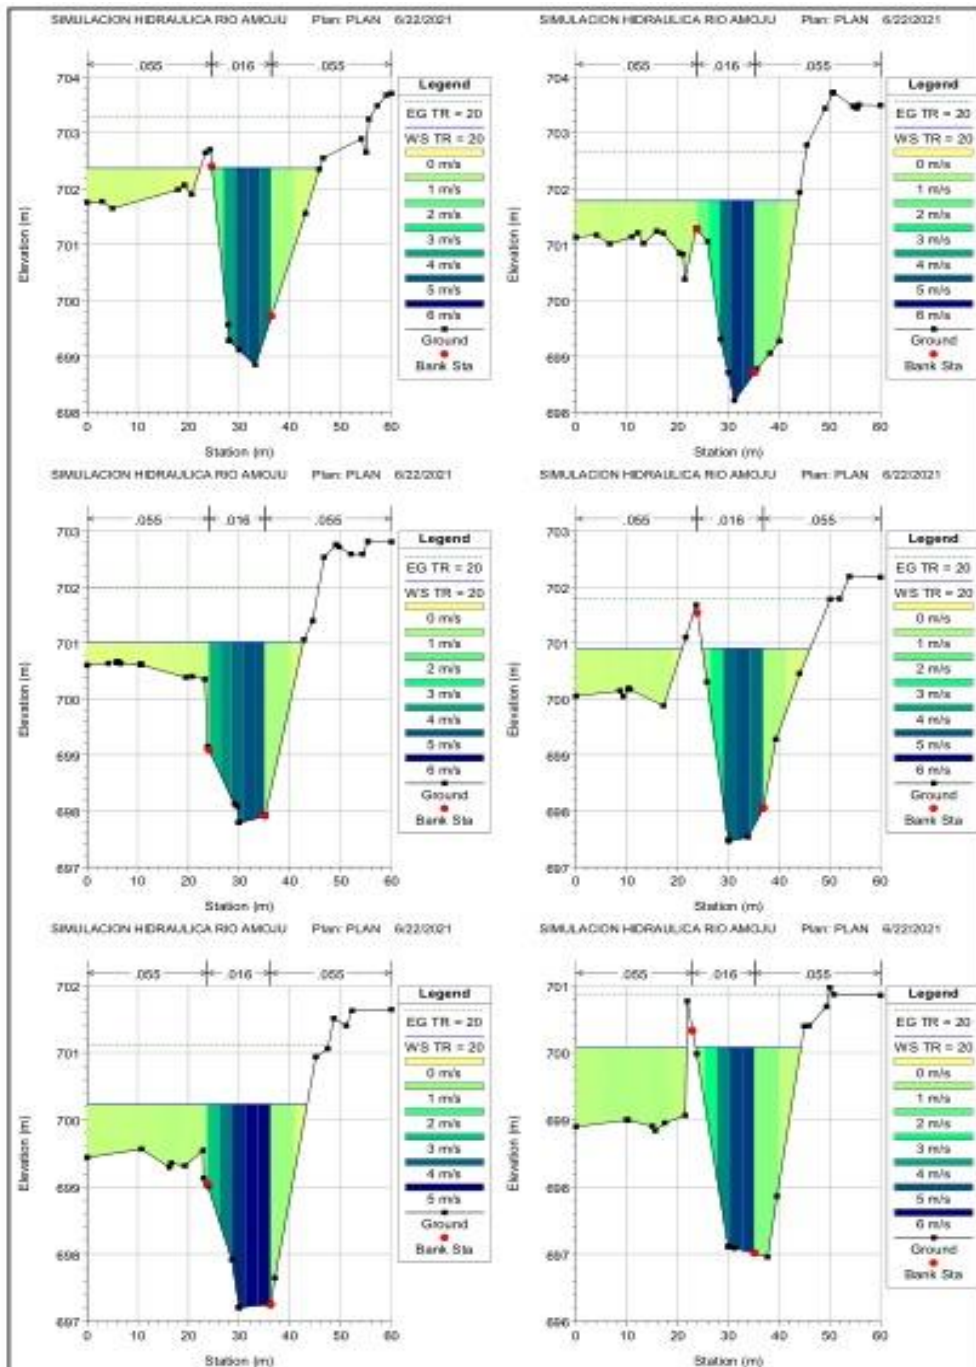 SIMULACION HIDRAULICA RIO AMOJU Plan: PLAN 6/22/2021
.055 .016 .055
Legend
EG TR = 20
WS TR = 20
0 m/s
1 m/s
2 m/s
3 m/s
4 m/s
5 m/s
6 m/s
Ground
Bank Sta
704
703
702
701
700
699
698
Elevation (m)
0 10 20 30 40 50 60
Station (m)
SIMULACION HIDRAULICA RIO AMOJU Plan: PLAN 6/22/2021
.055 .016 .055
Legend
EG TR = 20
WS TR = 20
0 m/s
1 m/s
2 m/s
3 m/s
4 m/s
5 m/s
6 m/s
Ground
Bank Sta
704
703
702
701
700
699
698
Elevation (m)
0 10 20 30 40 50 60
Station (m)
SIMULACION HIDRAULICA RIO AMOJU Plan: PLAN 6/22/2021
.055 .016 .055
Legend
EG TR = 20
WS TR = 20
0 m/s
1 m/s
2 m/s
3 m/s
4 m/s
5 m/s
6 m/s
Ground
Bank Sta
703
702
701
700
699
698
697
Elevation (m)
0 10 20 30 40 50 60
Station (m)
SIMULACION HIDRAULICA RIO AMOJU Plan: PLAN 6/22/2021
.055 .016 .055
Legend
EG TR = 20
WS TR = 20
0 m/s
1 m/s
2 m/s
3 m/s
4 m/s
5 m/s
6 m/s
Ground
Bank Sta
703
702
701
700
699
698
697
Elevation (m)
0 10 20 30 40 50 60
Station (m)
SIMULACION HIDRAULICA RIO AMOJU Plan: PLAN 6/22/2021
.055 .016 .055
Legend
EG TR = 20
WS TR = 20
0 m/s
1 m/s
2 m/s
3 m/s
4 m/s
5 m/s
Ground
Bank Sta
702
701
700
699
698
697
Elevation (m)
0 10 20 30 40 50 60
Station (m)
SIMULACION HIDRAULICA RIO AMOJU Plan: PLAN 6/22/2021
.055 .016 .055
Legend
EG TR = 20
WS TR = 20
0 m/s
1 m/s
2 m/s
3 m/s
4 m/s
5 m/s
6 m/s
Ground
Bank Sta
701
700
699
698
697
696
Elevation (m)
0 10 20 30 40 50 60
Station (m)